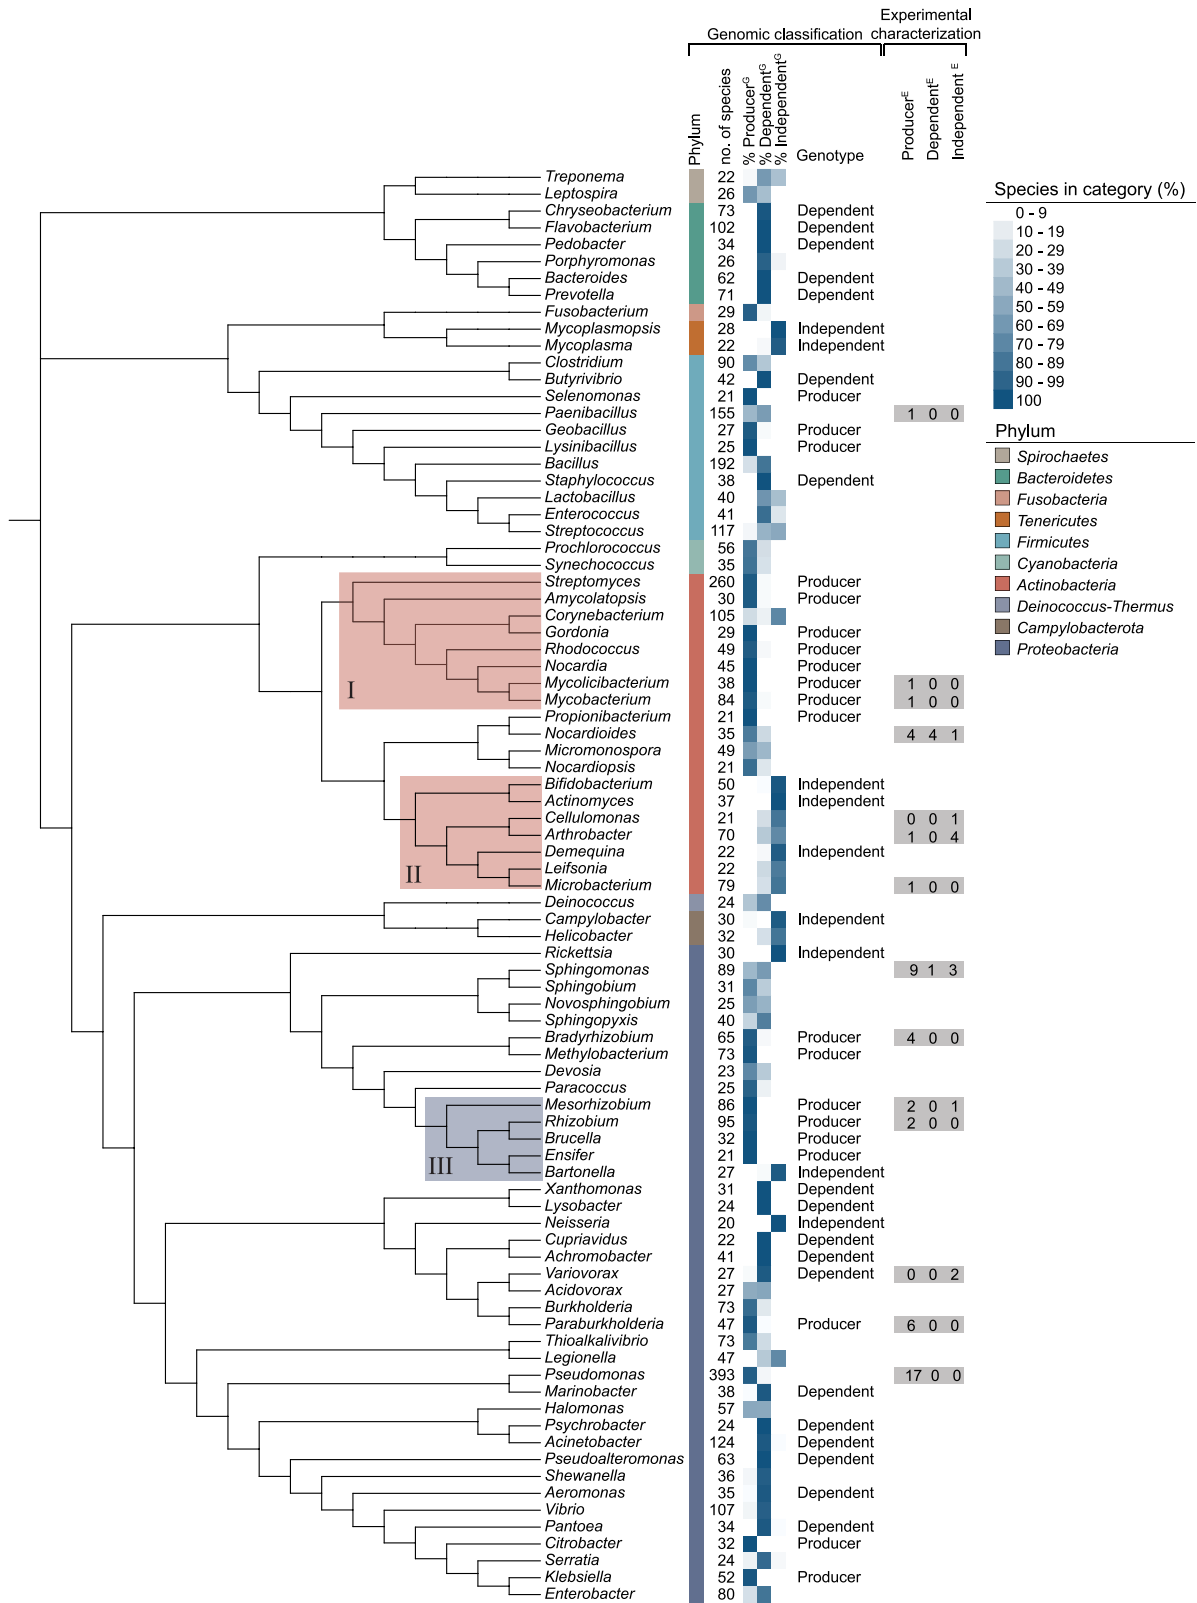 Experimental
Genomic classification characterization
Phylum
no. of species
% Producer^G
% Dependent^G
% Independent^G
Genotype
Producer^E
Dependent^E
Independent ^E
Treponema 22
Leptospira 26
Chryseobacterium 73 Dependent
Flavobacterium 102 Dependent
Pedobacter 34 Dependent
Porphyromonas 26
Bacteroides 62 Dependent
Prevotella 71 Dependent
Fusobacterium 29
Mycoplasmopsis 28 Independent
Mycoplasma 22 Independent
Clostridium 90
Butyrivibrio 42 Dependent
Selenomonas 21 Producer
Paenibacillus 155 1 0 0
Geobacillus 27 Producer
Lysinibacillus 25 Producer
Bacillus 192
Staphylococcus 38 Dependent
Lactobacillus 40
Enterococcus 41
Streptococcus 117
Prochlorococcus 56
Synechococcus 35
Streptomyces 260 Producer
Amycolatopsis 30 Producer
Corynebacterium 105
Gordonia 29 Producer
Rhodococcus 49 Producer
Nocardia 45 Producer
Mycolicibacterium 38 Producer 1 0 0
I
Mycobacterium 84 Producer 1 0 0
Propionibacterium 21 Producer
Nocardioides 35 4 4 1
Micromonospora 49
Nocardiopsis 21
Bifidobacterium 50 Independent
Actinomyces 37 Independent
Cellulomonas 21 0 0 1
Arthrobacter 70 1 0 4
Demequina 22 Independent
Leifsonia 22
II
Microbacterium 79 1 0 0
Deinococcus 24
Campylobacter 30 Independent
Helicobacter 32
Rickettsia 30 Independent
Sphingomonas 89 9 1 3
Sphingobium 31
Novosphingobium 25
Sphingopyxis 40
Bradyrhizobium 65 Producer 4 0 0
Methylobacterium 73 Producer
Devosia 23
Paracoccus 25
Mesorhizobium 86 Producer 2 0 1
Rhizobium 95 Producer 2 0 0
Brucella 32 Producer
Ensifer 21 Producer
III
Bartonella 27 Independent
Xanthomonas 31 Dependent
Lysobacter 24 Dependent
Neisseria 20 Independent
Cupriavidus 22 Dependent
Achromobacter 41 Dependent
Variovorax 27 Dependent 0 0 2
Acidovorax 27
Burkholderia 73
Paraburkholderia 47 Producer 6 0 0
Thioalkalivibrio 73
Legionella 47
Pseudomonas 393 17 0 0
Marinobacter 38 Dependent
Halomonas 57
Psychrobacter 24 Dependent
Acinetobacter 124 Dependent
Pseudoalteromonas 63 Dependent
Shewanella 36
Aeromonas 35 Dependent
Vibrio 107
Pantoea 34 Dependent
Citrobacter 32 Producer
Serratia 24
Klebsiella 52 Producer
Enterobacter 80
Species in category (%)
0 - 9
10 - 19
20 - 29
30 - 39
40 - 49
50 - 59
60 - 69
70 - 79
80 - 89
90 - 99
100
Phylum
Spirochaetes
Bacteroidetes
Fusobacteria
Tenericutes
Firmicutes
Cyanobacteria
Actinobacteria
Deinococcus-Thermus
Campylobacterota
Proteobacteria